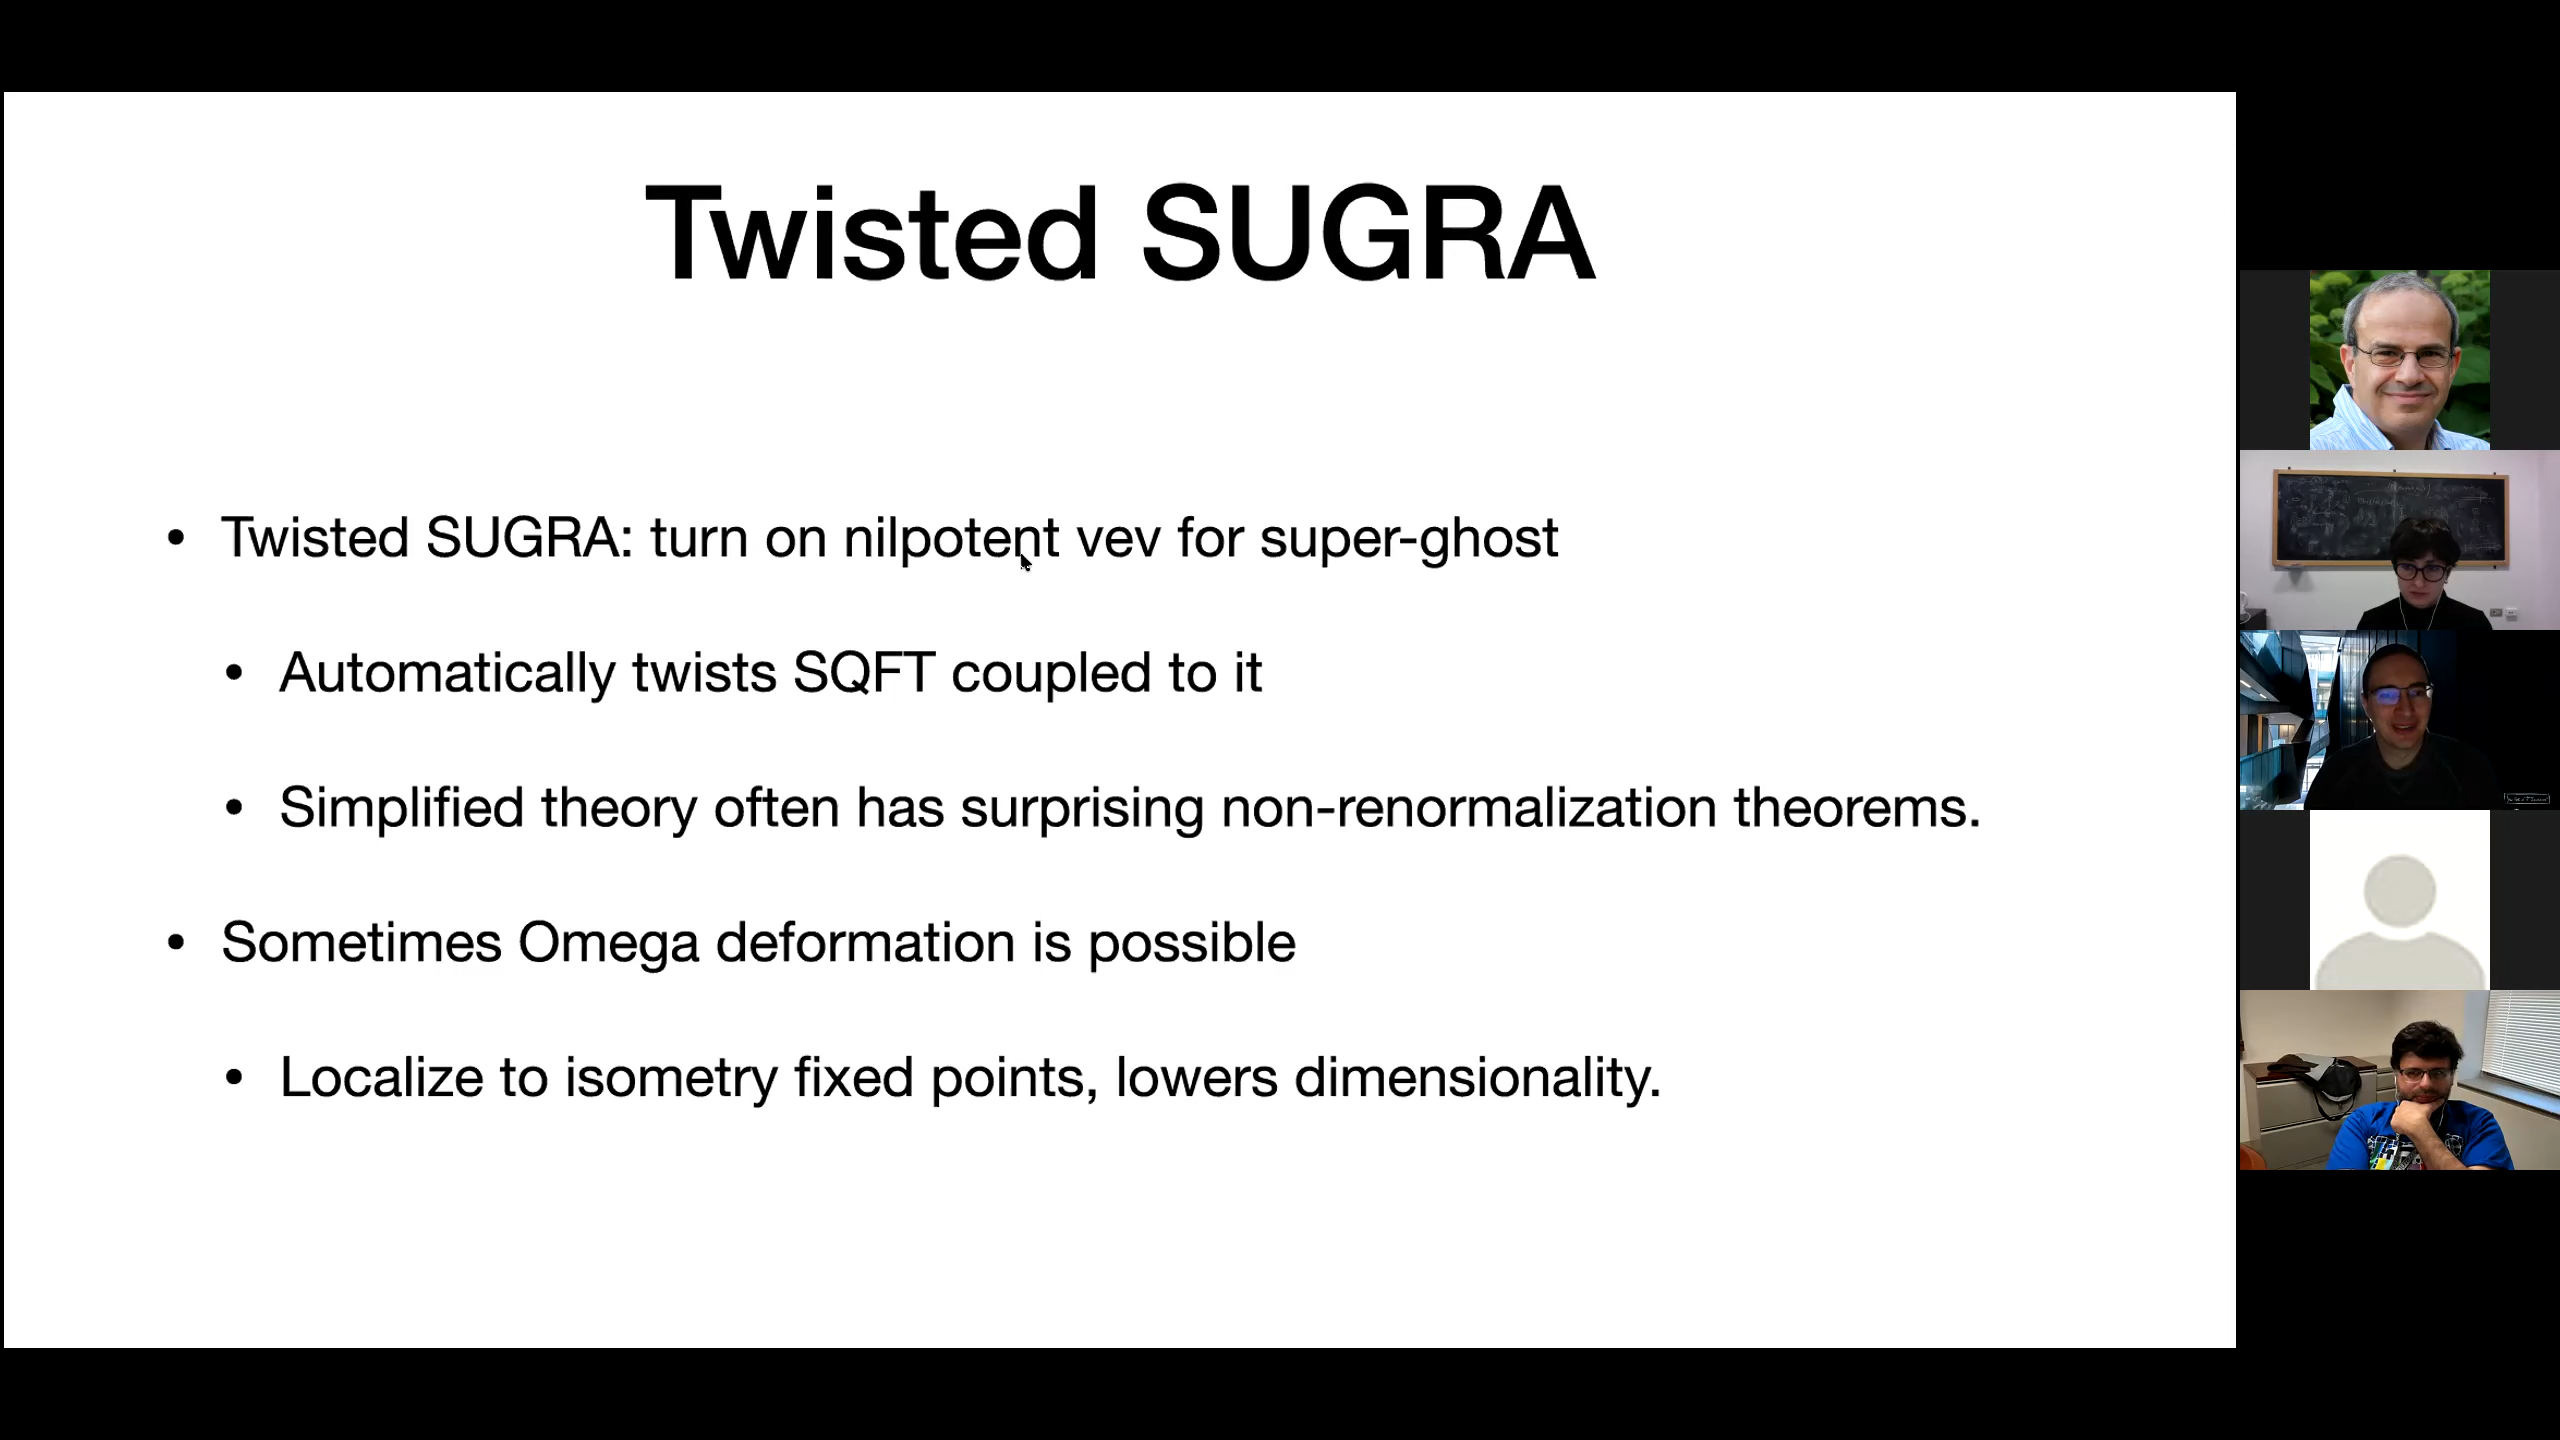 Twisted SUGRA
• Twisted SUGRA: turn on nilpotent vev for super-ghost
• Automatically twists SQFT coupled to it
• Simplified theory often has surprising non-renormalization theorems.
• Sometimes Omega deformation is possible
• Localize to isometry fixed points, lowers dimensionality.